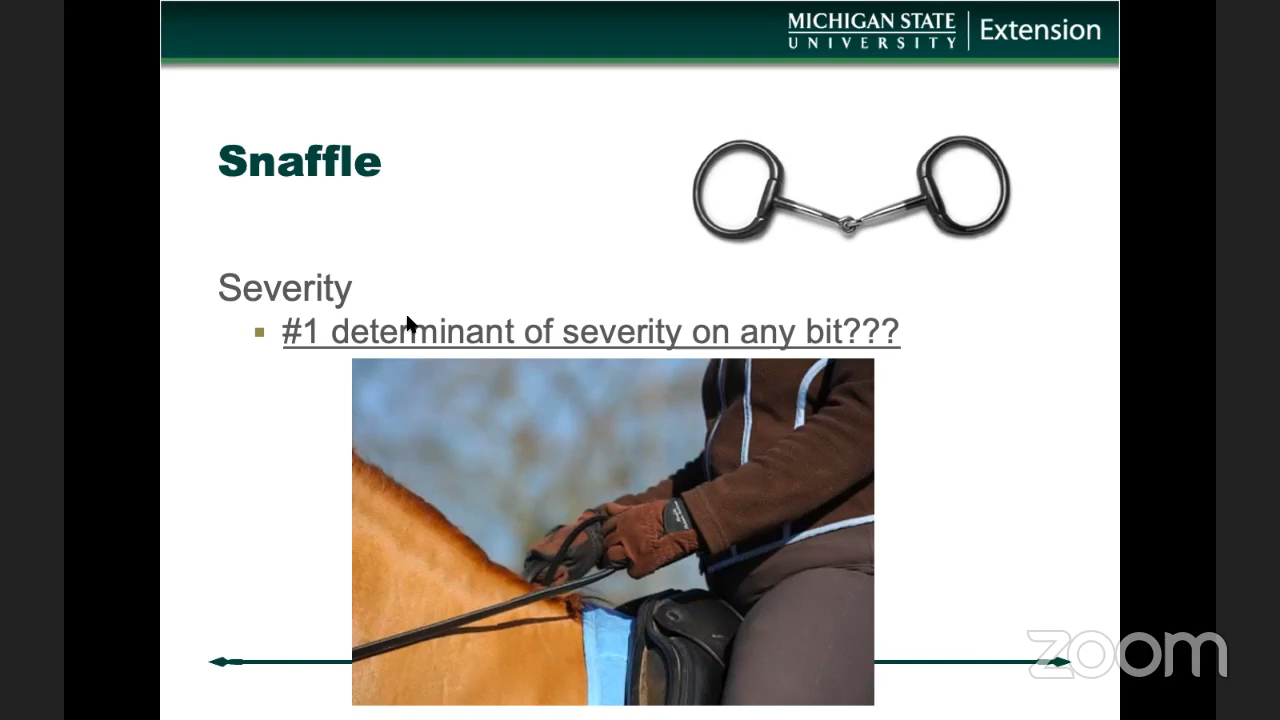 MICHIGAN STATE
UNIVERSITY
Extension
Snaffle
Severity
#1 determinant of severity on any bit???
zoom